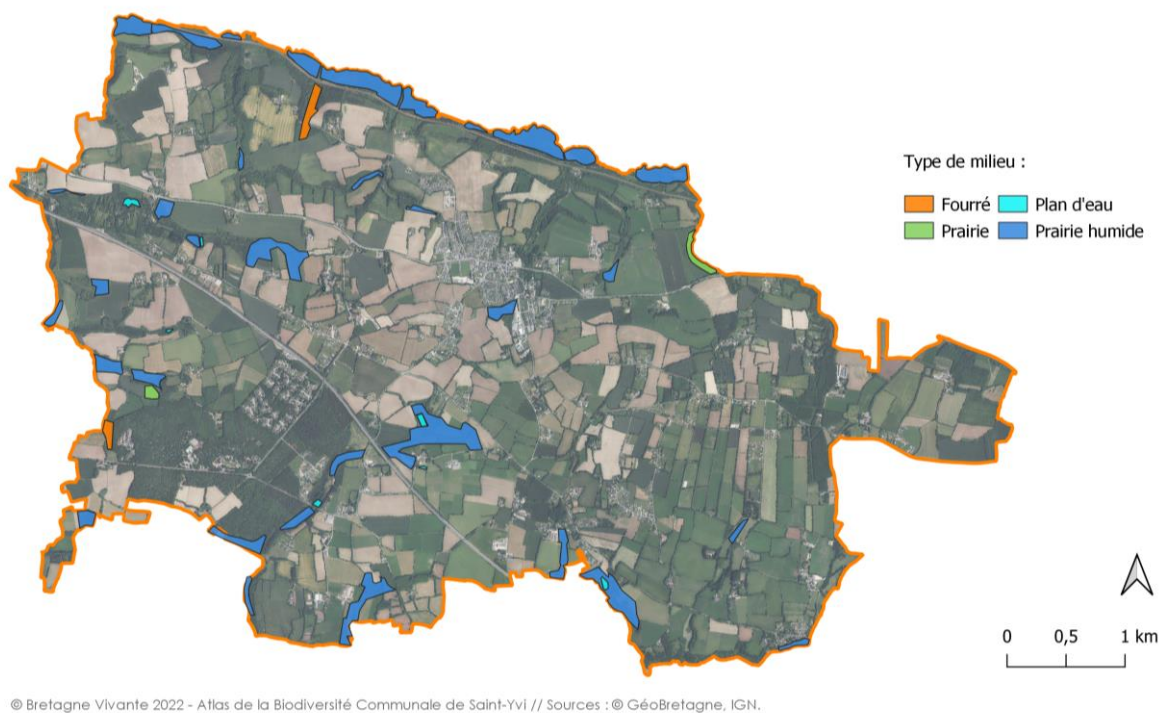 Type de milieu :
Fourré Plan d'eau
Prairie Prairie humide
0 0,5 1 km
© Bretagne Vivante 2022 - Atlas de la Biodiversité Communale de Saint-Yvi // Sources : © GéoBretagne, IGN.